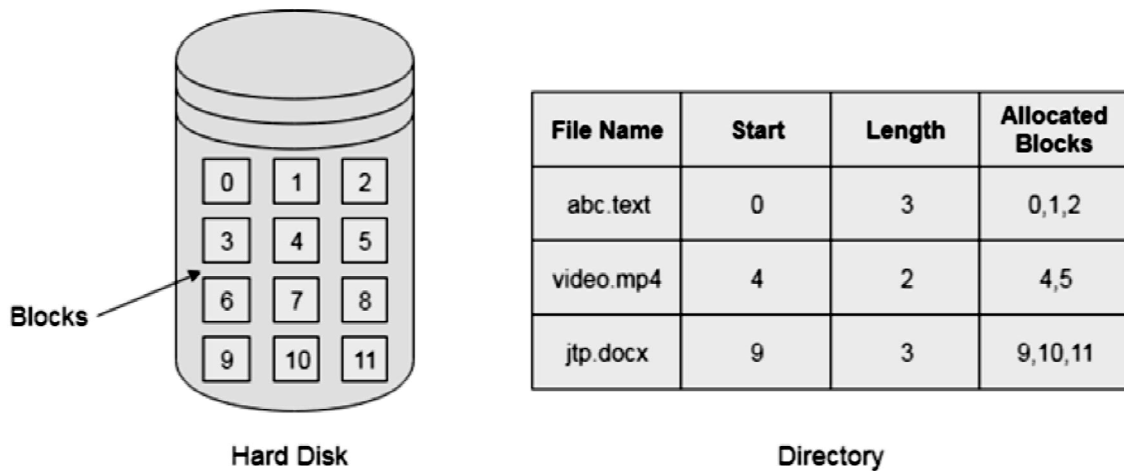 0 1 2
3 4 5
6 7 8
9 10 11
Blocks
Hard Disk
File Name Start Length Allocated
Blocks
abc.text 0 3 0,1,2
video.mp4 4 2 4,5
jtp.docx 9 3 9,10,11
Directory